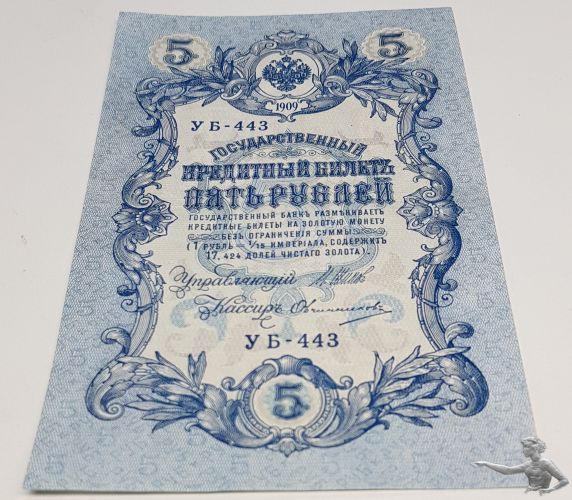 5 5
1909
УБ-443
ГОСУДАРСТВЕННЫЙ
КРЕДИТНЫЙ БИЛЕТЪ
ПЯТЬ РУБЛЕЙ
ГОСУДАРСТВЕННЫЙ БАНКЪ РАЗМѢНИВАЕТЪ
КРЕДИТНЫЕ БИЛЕТЫ НА ЗОЛОТУЮ МОНЕТУ
БЕЗЪ ОГРАНИЧЕНІЯ СУММЫ
(1 РУБЛЬ = 1/15 ИМПЕРІАЛА, СОДЕРЖИТЪ
17,424 ДОЛЕЙ ЧИСТАГО ЗОЛОТА).
Управляющій
Кассиръ Овчинниковъ
УБ-443
5